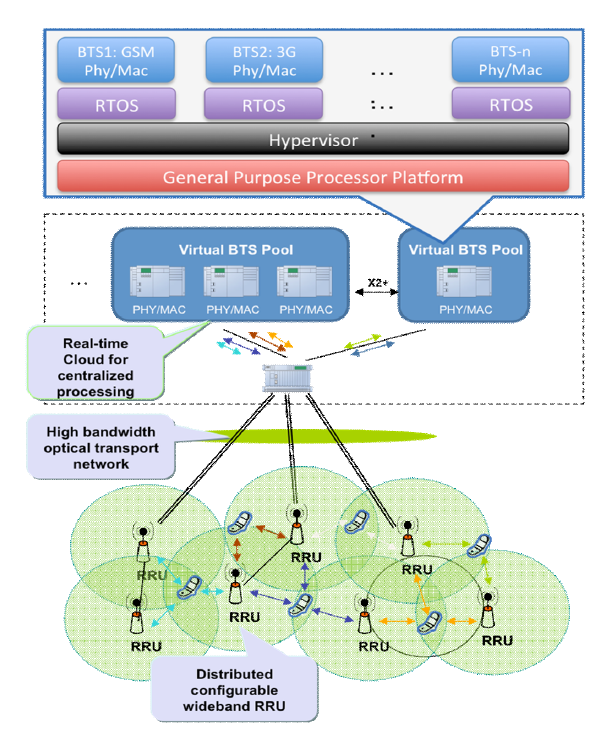 BTS1: GSM
Phy/Mac
BTS2: 3G
Phy/Mac
...
BTS-n
Phy/Mac
RTOS
RTOS
:..
RTOS
Hypervisor
General Purpose Processor Platform
Virtual BTS Pool
Virtual BTS Pool
...
X2+
PHY/MAC
PHY/MAC
PHY/MAC
PHY/MAC
Real-time
Cloud for
centralized
processing
High bandwidth
optical transport
network
RRU
RRU
RRU
RRU
RRU
RRU
RRU
Distributed
configurable
wideband RRU